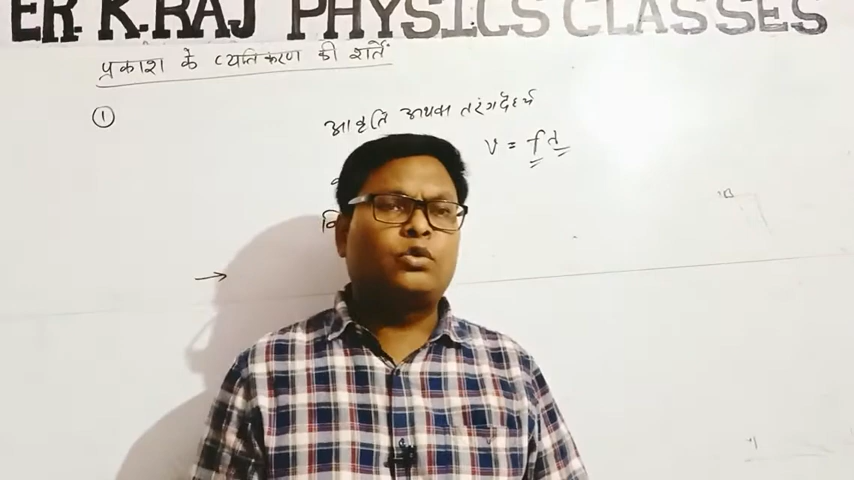 ER. K.RAJ PHYSICS CLASSES
प्रकाश के व्यतिकरण की शर्तें
①
आवृति अथवा तरंगदैर्ध्य
v = fλ
→